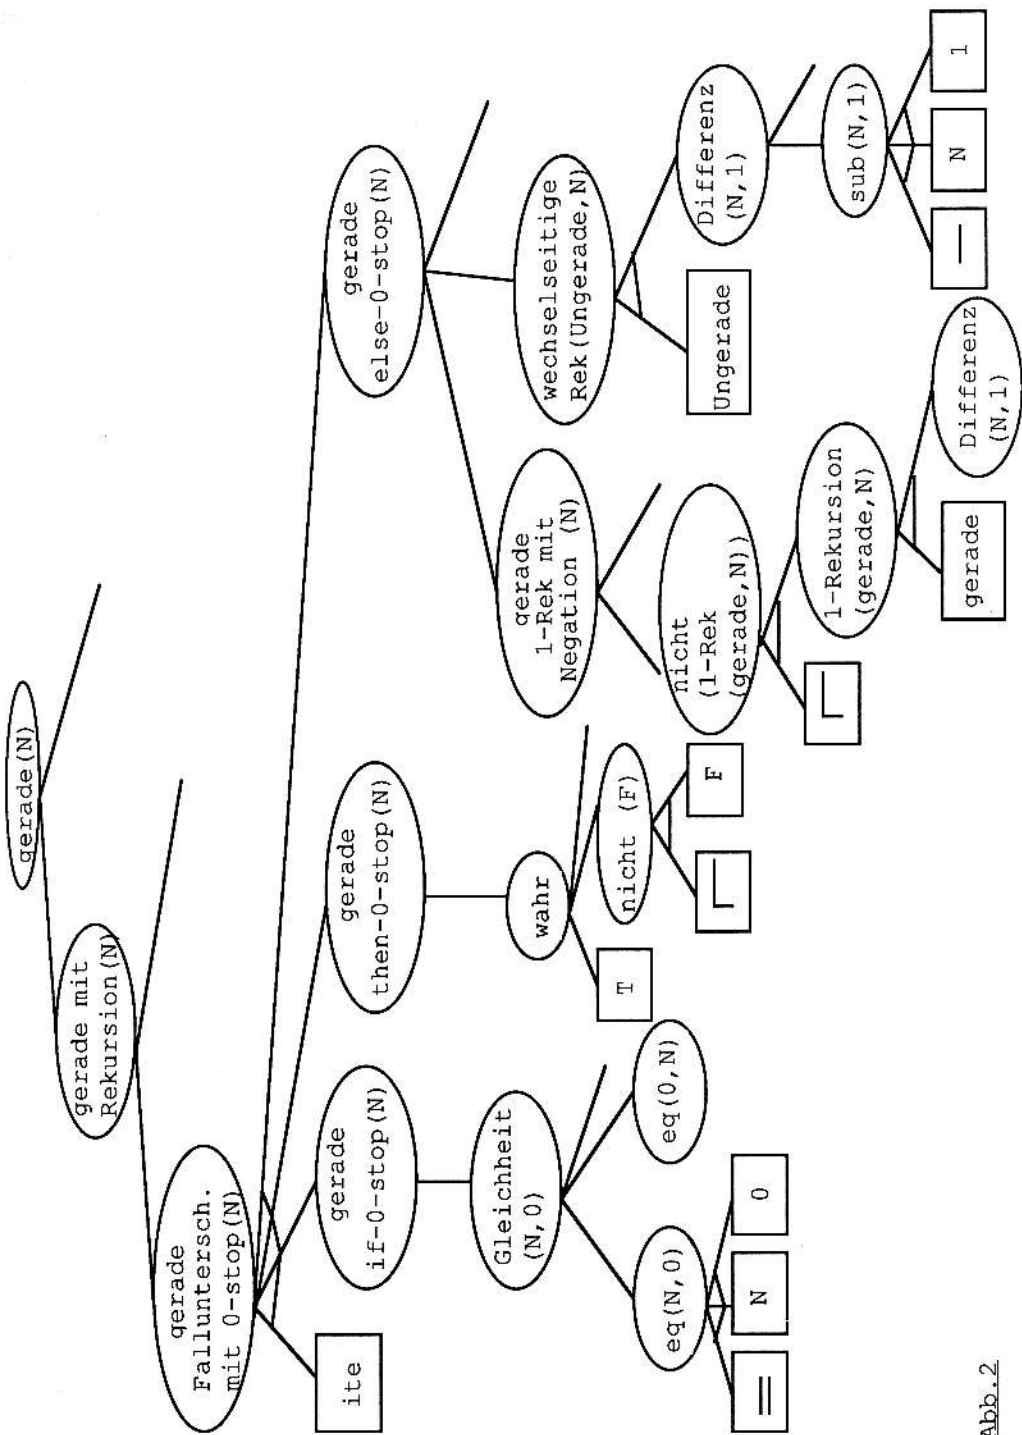 gerade(N)
gerade mit
Rekursion(N)
gerade
Falluntersch.
mit 0-stop(N)
ite
gerade
if-0-stop(N)
gerade
then-0-stop(N)
gerade
else-0-stop(N)
Gleichheit
(N,0)
wahr
gerade
1-Rek mit
Negation (N)
Wechselseitige
Rek(Ungerade,N)
eq(N,0)
eq(0,N)
T
nicht (F)
nicht
(1-Rek
(gerade,N))
Ungerade
Differenz
(N,1)
=
N
0
¬
F
¬
1-Rekursion
(gerade,N)
sub(N,1)
gerade
Differenz
(N,1)
—
N
1
Abb.2